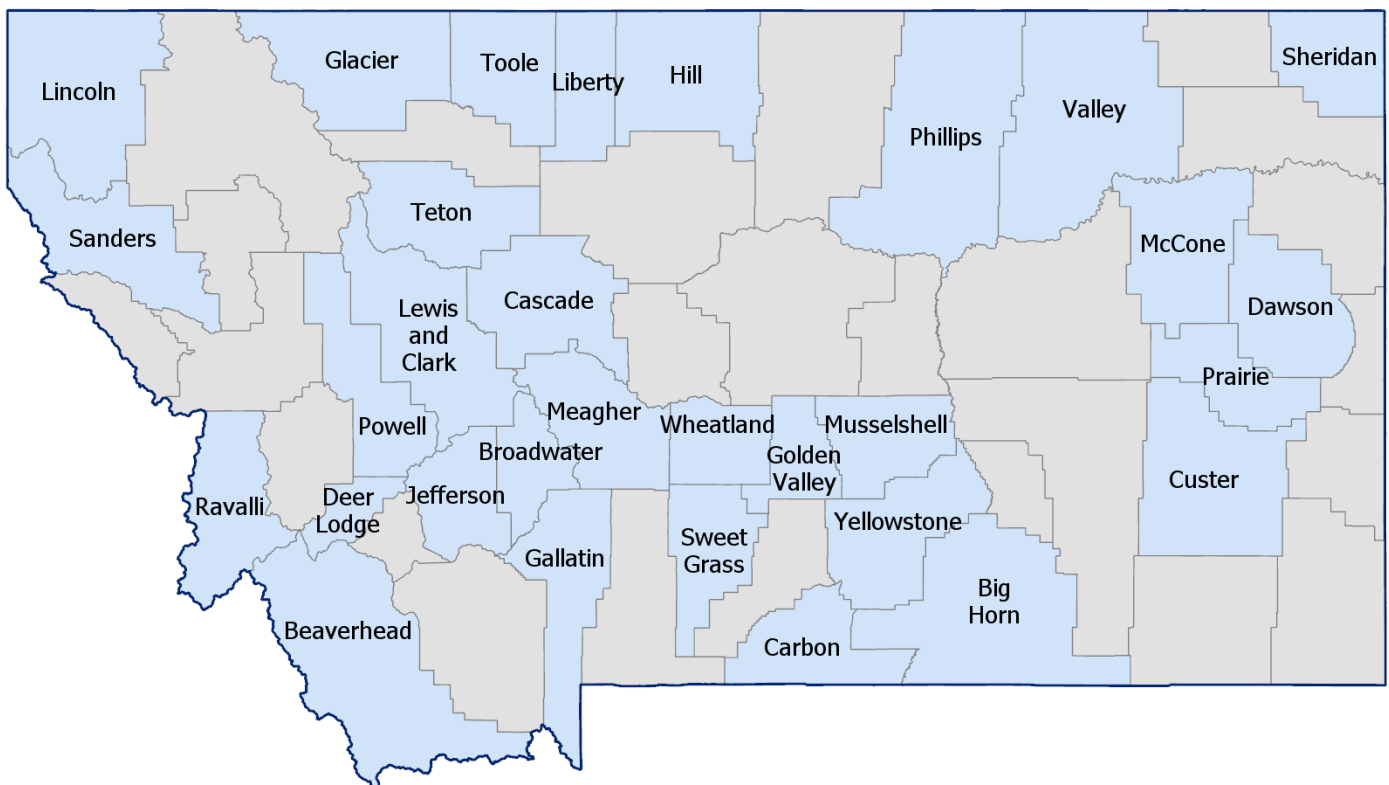 Glacier
Toole
Liberty
Hill
Sheridan
Lincoln
Valley
Phillips
Teton
Sanders
McCone
Cascade
Dawson
Lewis
and
Clark
Prairie
Meagher
Powell
Wheatland
Musselshell
Broadwater
Golden
Valley
Custer
Jefferson
Deer
Lodge
Ravalli
Yellowstone
Sweet
Grass
Gallatin
Big
Horn
Beaverhead
Carbon